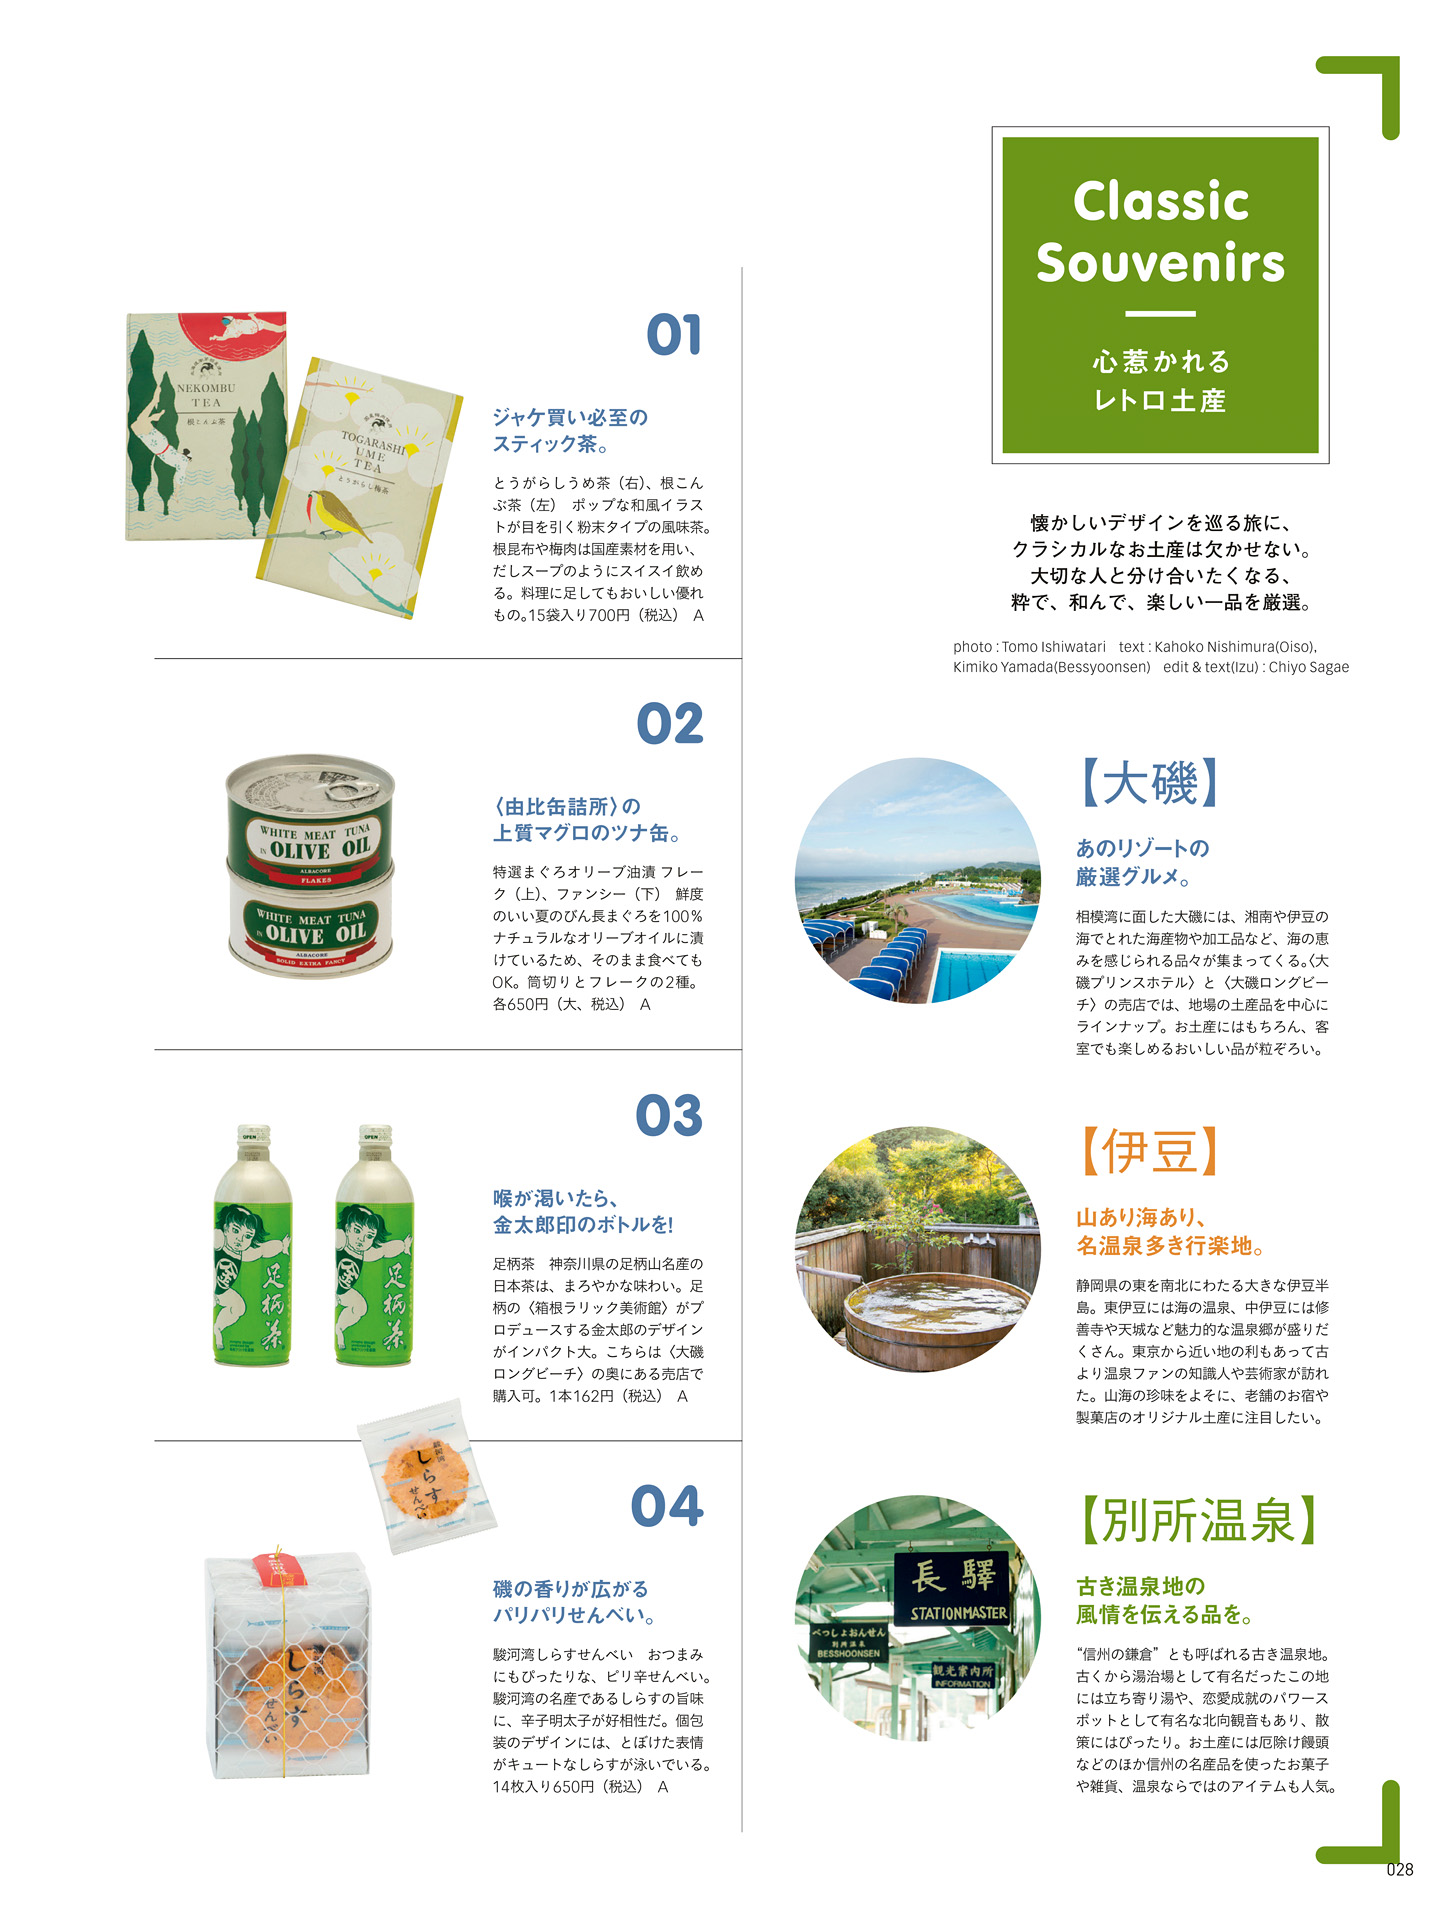 Classic
Souvenirs
心惹かれる
レトロ土産
懐かしいデザインを巡る旅に、
クラシカルなお土産は欠かせない。
大切な人と分け合いたくなる、
粋で、和んで、楽しい一品を厳選。
photo : Tomo Ishiwatari text : Kahoko Nishimura(Oiso),
Kimiko Yamada(Bessyoonsen) edit & text(Izu) : Chiyo Sagae
【大磯】
あのリゾートの
厳選グルメ。
相模湾に面した大磯には、湘南や伊豆の
海でとれた海産物や加工品など、海の恵
みを感じられる品々が集まってくる。〈大
磯プリンスホテル〉と〈大磯ロングビー
チ〉の売店では、地場の土産品を中心に
ラインナップ。お土産にはもちろん、客
室でも楽しめるおいしい品が粒ぞろい。
【伊豆】
山あり海あり、
名温泉多き行楽地。
静岡県の東を南北にわたる大きな伊豆半
島。東伊豆には海の温泉、中伊豆には修
善寺や天城など魅力的な温泉郷が盛りだ
くさん。東京から近い地の利もあって古
より温泉ファンの知識人や芸術家が訪れ
た。山海の珍味をよそに、老舗のお宿や
製菓店のオリジナル土産に注目したい。
長驛
STATIONMASTER
べつしょおんせん
別所温泉
BESSHOONSEN
観光案内所
INFORMATION
【別所温泉】
古き温泉地の
風情を伝える品を。
“信州の鎌倉”とも呼ばれる古き温泉地。
古くから湯治場として有名だったこの地
には立ち寄り湯や、恋愛成就のパワース
ポットとして有名な北向観音もあり、散
策にはぴったり。お土産には厄除け饅頭
などのほか信州の名産品を使ったお菓子
や雑貨、温泉ならではのアイテムも人気。
01
NEKOMBU
TEA
根こんぶ茶
TOGARASHI
UME
TEA
とうがらし梅茶
ジャケ買い必至の
スティック茶。
とうがらしうめ茶（右）、根こん
ぶ茶（左） ポップな和風イラス
トが目を引く粉末タイプの風味茶。
根昆布や梅肉は国産素材を用い、
だしスープのようにスイスイ飲め
る。料理に足してもおいしい優れ
もの。15袋入り700円（税込） A
02
WHITE MEAT TUNA
IN OLIVE OIL
ALBACORE
FLAKES
WHITE MEAT TUNA
IN OLIVE OIL
ALBACORE
SOLID EXTRA FANCY
〈由比缶詰所〉の
上質マグロのツナ缶。
特選まぐろオリーブ油漬 フレー
ク（上）、ファンシー（下） 鮮度
のいい夏のびん長まぐろを100％
ナチュラルなオリーブオイルに漬
けているため、そのまま食べても
OK。筒切りとフレークの2種。
各650円（大、税込） A
03
OPEN
OPEN
金
足柄茶
金
足柄茶
喉が渇いたら、
金太郎印のボトルを!
足柄茶 神奈川県の足柄山名産の
日本茶は、まろやかな味わい。足
柄の〈箱根ラリック美術館〉がプ
ロデュースする金太郎のデザイン
がインパクト大。こちらは〈大磯
ロングビーチ〉の奥にある売店で
購入可。1本162円（税込） A
04
駿河湾
しらす
せんべい
しらす
せんべい
磯の香りが広がる
パリパリせんべい。
駿河湾しらすせんべい おつまみ
にもぴったりな、ピリ辛せんべい。
駿河湾の名産であるしらすの旨味
に、辛子明太子が好相性だ。個包
装のデザインには、とぼけた表情
がキュートなしらすが泳いでいる。
14枚入り650円（税込） A
028